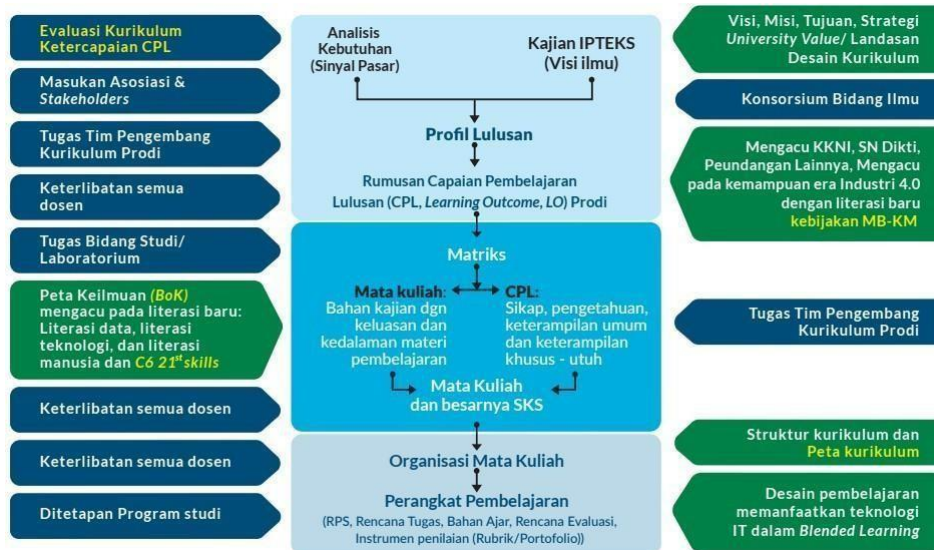 Evaluasi Kurikulum
Ketercapaian CPL
Masukan Asosiasi &
Stakeholders
Tugas Tim Pengembang
Kurikulum Prodi
Keterlibatan semua
dosen
Tugas Bidang Studi/
Laboratorium
Peta Keilmuan (BoK)
mengacu pada literasi baru:
Literasi data, literasi
teknologi, dan literasi
manusia dan C6 21st skills
Keterlibatan semua dosen
Keterlibatan semua dosen
Ditetapan Program studi
Analisis
Kebutuhan
(Sinyal Pasar)
Kajian IPTEKS
(Visi ilmu)
Profil Lulusan
Rumusan Capaian Pembelajaran
Lulusan (CPL, Learning Outcome, LO) Prodi
Matriks
Mata kuliah:
Bahan kajian dgn
keluasan dan
kedalaman materi
pembelajaran
CPL:
Sikap, pengetahuan,
keterampilan umum
dan keterampilan
khusus - utuh
Mata Kuliah
dan besarnya SKS
Organisasi Mata Kuliah
Perangkat Pembelajaran
(RPS, Rencana Tugas, Bahan Ajar, Rencana Evaluasi,
Instrumen penilaian (Rubrik/Portofolio))
Visi, Misi, Tujuan, Strategi
University Value/ Landasan
Desain Kurikulum
Konsorsium Bidang Ilmu
Mengacu KKNI, SN Dikti,
Peundangan Lainnya, Mengacu
pada kemampuan era Industri 4.0
dengan literasi baru
kebijakan MB-KM
Tugas Tim Pengembang
Kurikulum Prodi
Struktur kurikulum dan
Peta kurikulum
Desain pembelajaran
memanfaatkan teknologi
IT dalam Blended Learning